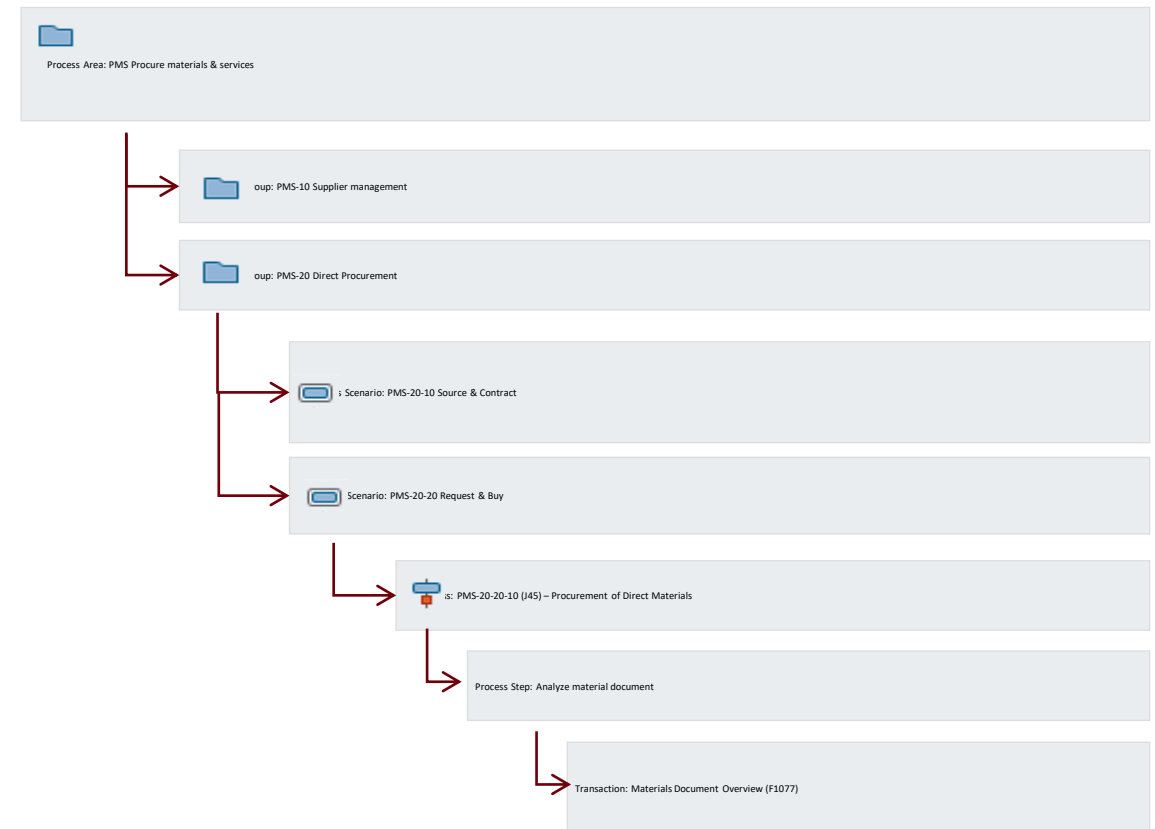 Process Area: PMS Procure materials & services
oup: PMS-10 Supplier management
oup: PMS-20 Direct Procurement
s Scenario: PMS-20-10 Source & Contract
Scenario: PMS-20-20 Request & Buy
ss: PMS-20-20-10 (J45) – Procurement of Direct Materials
Process Step: Analyze material document
Transaction: Materials Document Overview (F1077)